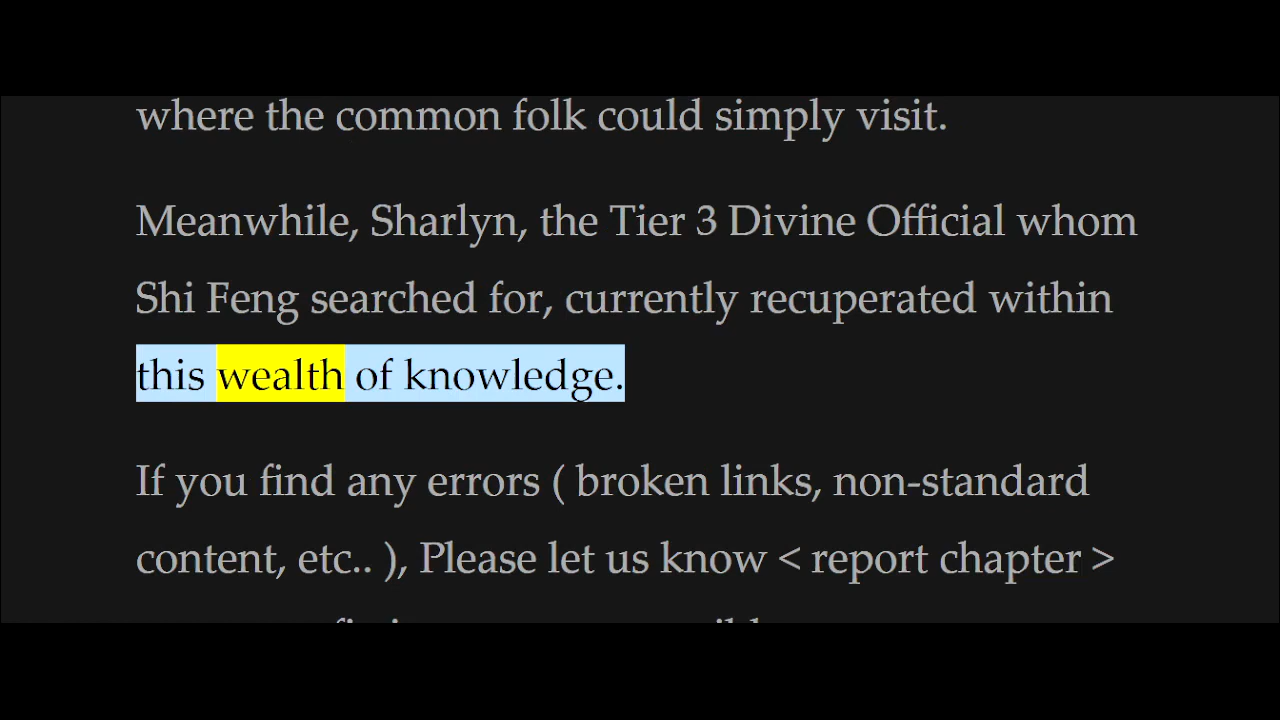 where the common folk could simply visit.
Meanwhile, Sharlyn, the Tier 3 Divine Official whom
Shi Feng searched for, currently recuperated within
this wealth of knowledge.
If you find any errors ( broken links, non-standard
content, etc.. ), Please let us know < report chapter >